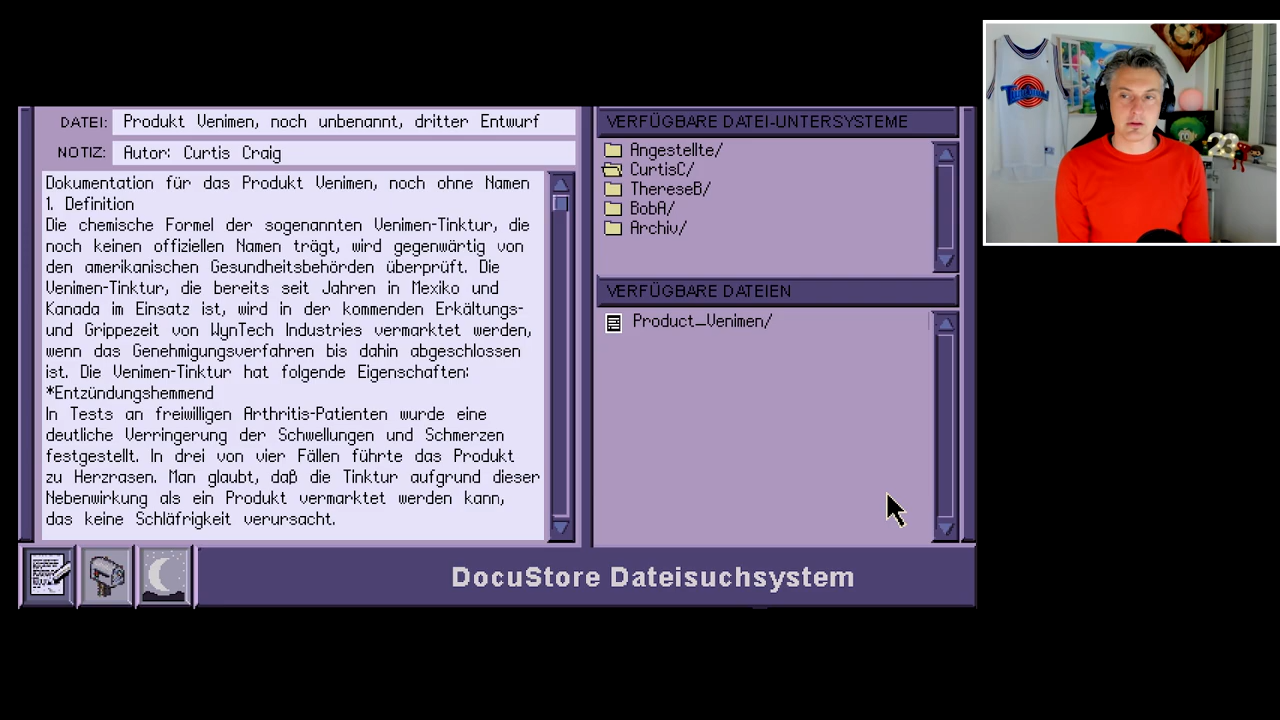 DATEI: Produkt Venimen, noch unbenannt, dritter Entwurf
NOTIZ: Autor: Curtis Craig
Dokumentation für das Produkt Venimen, noch ohne Namen
1. Definition
Die chemische Formel der sogenannten Venimen-Tinktur, die
noch keinen offiziellen Namen trägt, wird gegenwärtig von
den amerikanischen Gesundheitsbehörden überprüft. Die
Venimen-Tinktur, die bereits seit Jahren in Mexiko und
Kanada im Einsatz ist, wird in der kommenden Erkältungs-
und Grippezeit von WynTech Industries vermarktet werden,
wenn das Genehmigungsverfahren bis dahin abgeschlossen
ist. Die Venimen-Tinktur hat folgende Eigenschaften:
*Entzündungshemmend
In Tests an freiwilligen Arthritis-Patienten wurde eine
deutliche Verringerung der Schwellungen und Schmerzen
festgestellt. In drei von vier Fällen führte das Produkt
zu Herzrasen. Man glaubt, daß die Tinktur aufgrund dieser
Nebenwirkung als ein Produkt vermarktet werden kann,
das keine Schläfrigkeit verursacht.
VERFÜGBARE DATEI-UNTERSYSTEME
Angestellte/
CurtisC/
ThereseB/
BobA/
Archiv/
VERFÜGBARE DATEIEN
Product_Venimen/
DocuStore Dateisuchsystem
23